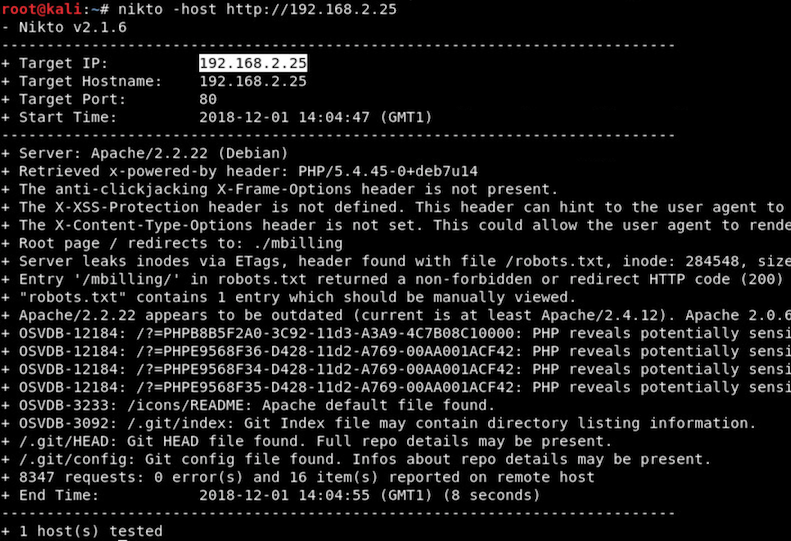 root@kali:~# nikto -host http://192.168.2.25
- Nikto v2.1.6
---------------------------------------------------------------------------
+ Target IP:          192.168.2.25
+ Target Hostname:    192.168.2.25
+ Target Port:        80
+ Start Time:         2018-12-01 14:04:47 (GMT1)
---------------------------------------------------------------------------
+ Server: Apache/2.2.22 (Debian)
+ Retrieved x-powered-by header: PHP/5.4.45-0+deb7u14
+ The anti-clickjacking X-Frame-Options header is not present.
+ The X-XSS-Protection header is not defined. This header can hint to the user agent to
+ The X-Content-Type-Options header is not set. This could allow the user agent to rende
+ Root page / redirects to: ./mbilling
+ Server leaks inodes via ETags, header found with file /robots.txt, inode: 284548, size
+ Entry '/mbilling/' in robots.txt returned a non-forbidden or redirect HTTP code (200)
+ "robots.txt" contains 1 entry which should be manually viewed.
+ Apache/2.2.22 appears to be outdated (current is at least Apache/2.4.12). Apache 2.0.6
+ OSVDB-12184: /?=PHPB8B5F2A0-3C92-11d3-A3A9-4C7B08C10000: PHP reveals potentially sensi
+ OSVDB-12184: /?=PHPE9568F36-D428-11d2-A769-00AA001ACF42: PHP reveals potentially sensi
+ OSVDB-12184: /?=PHPE9568F34-D428-11d2-A769-00AA001ACF42: PHP reveals potentially sensi
+ OSVDB-12184: /?=PHPE9568F35-D428-11d2-A769-00AA001ACF42: PHP reveals potentially sensi
+ OSVDB-3233: /icons/README: Apache default file found.
+ OSVDB-3092: /.git/index: Git Index file may contain directory listing information.
+ /.git/HEAD: Git HEAD file found. Full repo details may be present.
+ /.git/config: Git config file found. Infos about repo details may be present.
+ 8347 requests: 0 error(s) and 16 item(s) reported on remote host
+ End Time:           2018-12-01 14:04:55 (GMT1) (8 seconds)
---------------------------------------------------------------------------
+ 1 host(s) tested